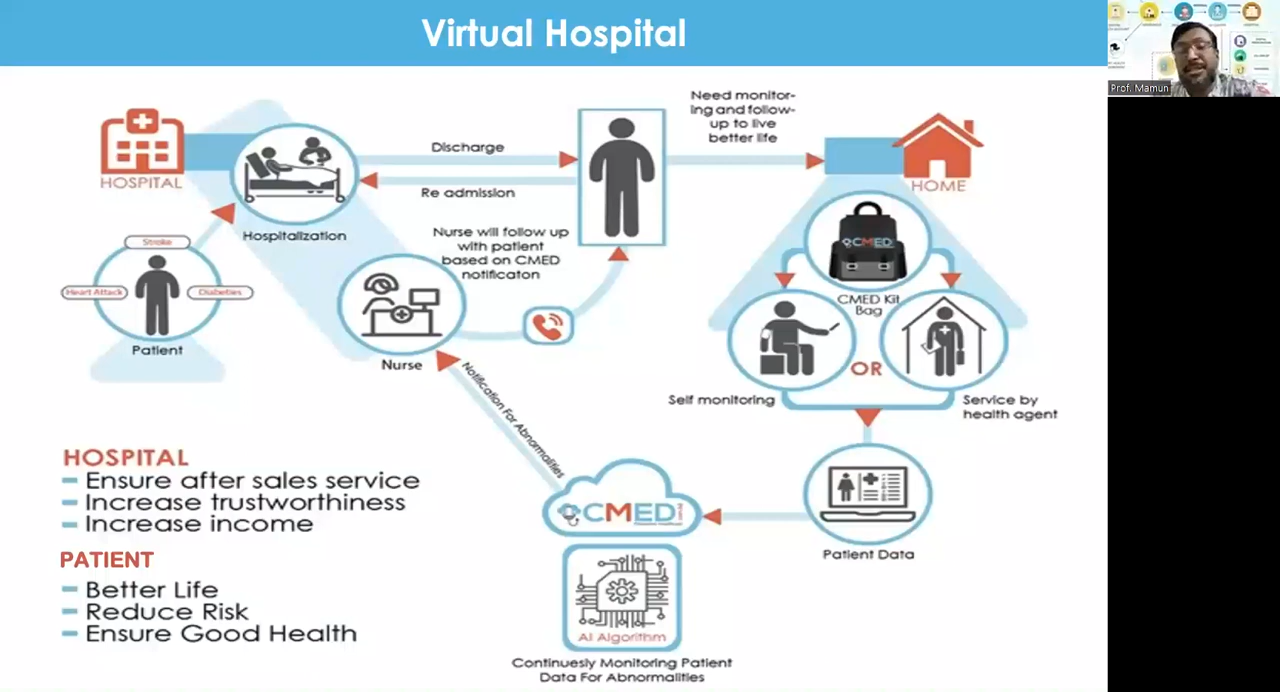 Virtual Hospital
Prof. Mamun
HOSPITAL
Hospitalization
Discharge
Re admission
Need monitor-
ing and follow-
up to live
better life
HOME
Stroke
Heart Attack
Diabeties
Patient
Nurse will follow up
with patient
based on CMED
notificaton
Nurse
CMED
CMED Kit
Bag
OR
Self monitoring
Service by
health agent
Notification For Abnormalities
Patient Data
CMED
AI Algorithm
Continuesly Monitoring Patient
Data For Abnormalities
HOSPITAL
Ensure after sales service
Increase trustworthiness
Increase income
PATIENT
Better Life
Reduce Risk
Ensure Good Health